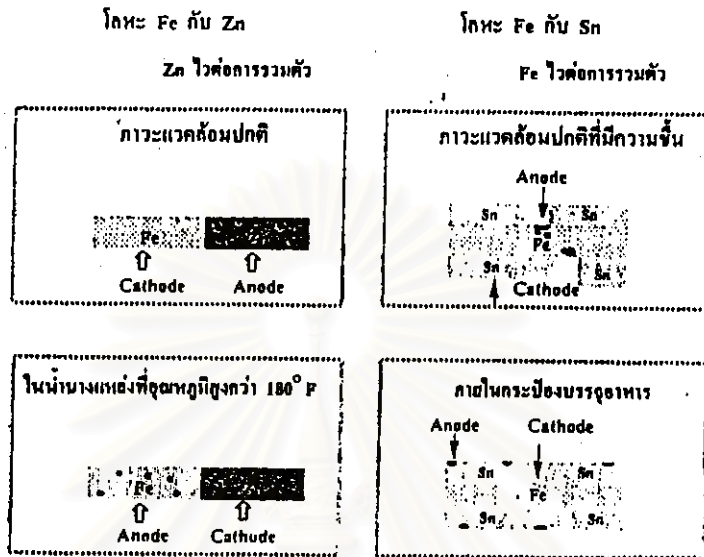 โลหะ Fe กับ Zn
Zn ไวต่อการรวมตัว
ภาวะแวดล้อมปกติ
Fe
Cathode Anode
ในน้ำบางแหล่งที่อุณหภูมิสูงกว่า 180° F
Fe
Anode Cathode
โลหะ Fe กับ Sn
Fe ไวต่อการรวมตัว
ภาวะแวดล้อมปกติที่มีความชื้น
Anode
Sn Sn
Fe
Sn Sn
Cathode
ภายในกระป๋องบรรจุอาหาร
Anode Cathode
Sn Sn
Fe
Sn Sn